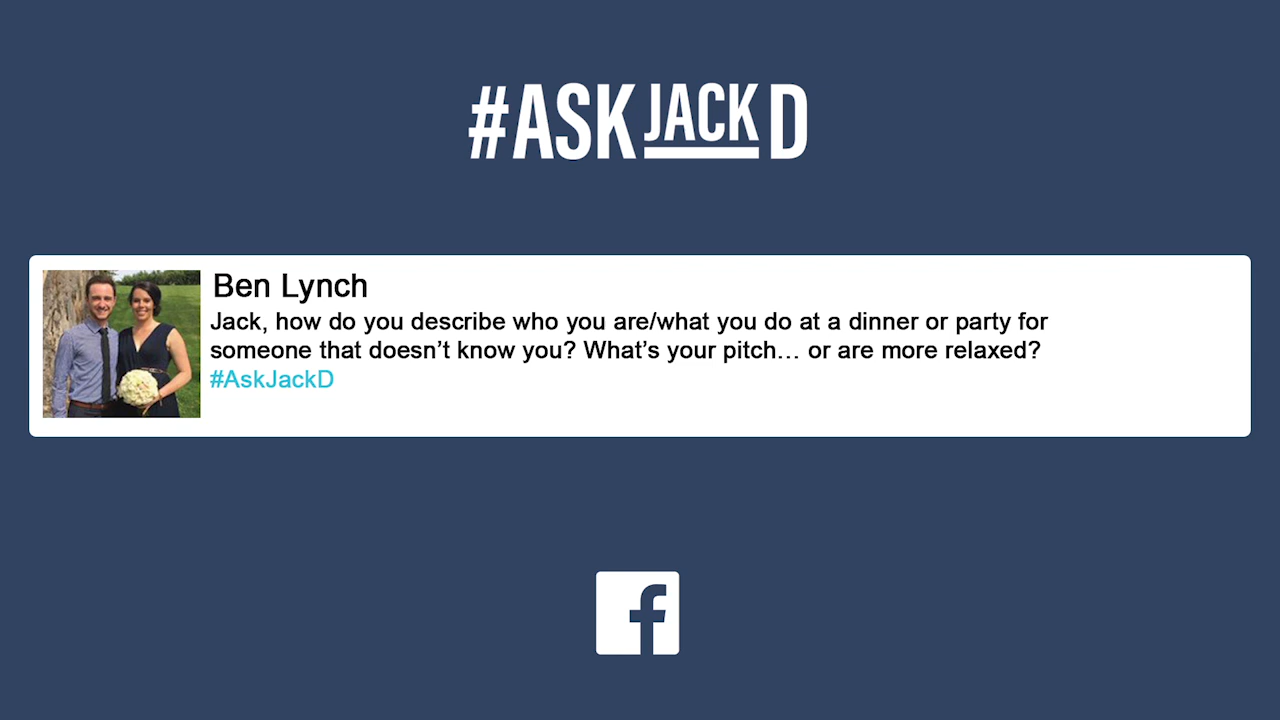 #ASKJACKD
Ben Lynch
Jack, how do you describe who you are/what you do at a dinner or party for
someone that doesn’t know you? What’s your pitch… or are more relaxed?
#AskJackD